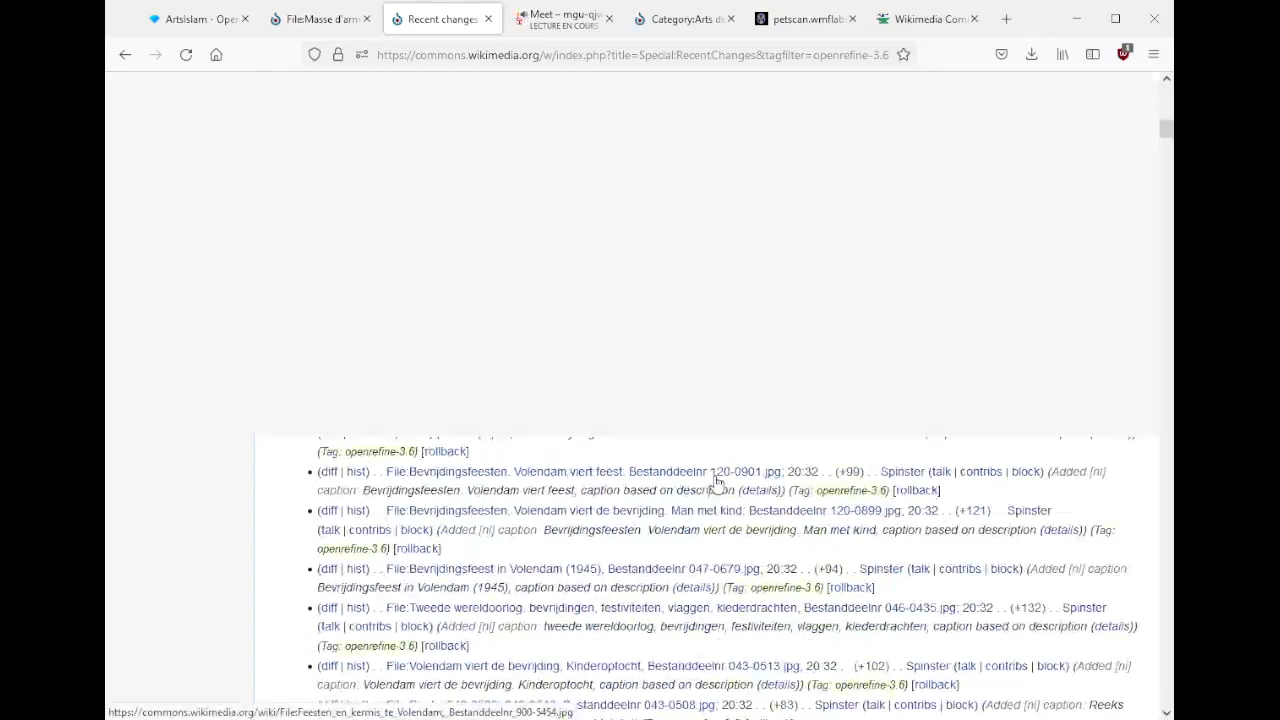 ArtsIslam - Open
File:Masse d'arm
Recent changes
Meet – mgu-qjw
LECTURE EN COURS
Category:Arts de
petscan.wmflabs
Wikimedia Com
https://commons.wikimedia.org/w/index.php?title=Special:RecentChanges&tagfilter=openrefine-3.6
(Tag: openrefine-3.6) [rollback]
(diff | hist) . . File:Bevrijdingsfeesten. Volendam viert feest. Bestanddeelnr 120-0901.jpg; 20:32 . . (+99) . . Spinster (talk | contribs | block) (Added [nl]
caption: Bevrijdingsfeesten. Volendam viert feest, caption based on description (details)) (Tag: openrefine-3.6) [rollback]
(diff | hist) . . File:Bevrijdingsfeesten. Volendam viert de bevrijding. Man met kind; Bestanddeelnr 120-0899.jpg, 20:32 . . (+121) . . Spinster
(talk | contribs | block) (Added [nl] caption: Bevrijdingsfeesten. Volendam viert de bevrijding. Man met kind, caption based on description (details)) (Tag:
openrefine-3.6) [rollback]
(diff | hist) . . File:Bevrijdingsfeest in Volendam (1945), Bestanddeelnr 047-0679.jpg, 20:32 . . (+94) . . Spinster (talk | contribs | block) (Added [nl] caption:
Bevrijdingsfeest in Volendam (1945), caption based on description (details)) (Tag: openrefine-3.6) [rollback]
(diff | hist) . . File:Tweede wereldoorlog, bevrijdingen, festiviteiten, vlaggen, klederdrachten, Bestanddeelnr 046-0435.jpg; 20:32 . . (+132) . . Spinster
(talk | contribs | block) (Added [nl] caption: tweede wereldoorlog, bevrijdingen, festiviteiten, vlaggen, klederdrachten, caption based on description (details))
(Tag: openrefine-3.6) [rollback]
(diff | hist) . . File:Volendam viert de bevrijding. Kinderoptocht, Bestanddeelnr 043-0513.jpg, 20:32 . . (+102) . . Spinster (talk | contribs | block) (Added [nl]
caption: Volendam viert de bevrijding. Kinderoptocht, caption based on description (details)) (Tag: openrefine-3.6) [rollback]
043-0508.jpg; 20:32 . . (+83) . . Spinster (talk | contribs | block) (Added [nl] caption: Reeks
https://commons.wikimedia.org/wiki/File:Feesten_en_kermis_te_Volendam,_Bestanddeelnr_900-5454.jpg